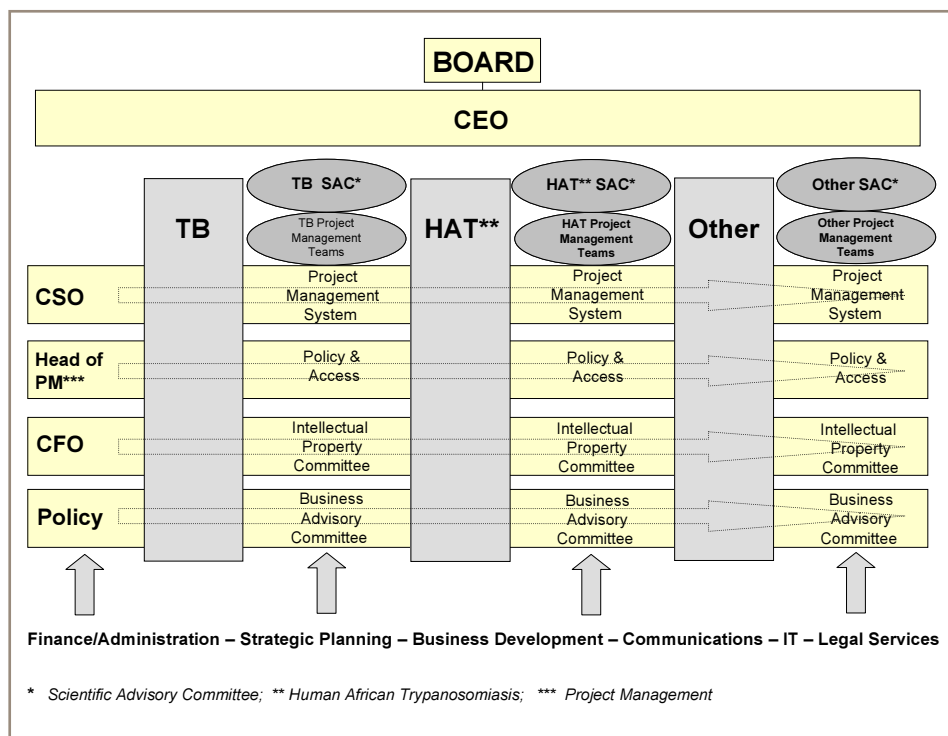 BOARD
CEO
TB
TB SAC*
TB Project
Management
Teams
HAT**
HAT** SAC*
HAT Project
Management
Teams
Other
Other SAC*
Other Project
Management
Teams
CSO
Project
Management
System
Project
Management
System
Project
Management
System
Head of
PM***
Policy &
Access
Policy &
Access
Policy &
Access
CFO
Intellectual
Property
Committee
Intellectual
Property
Committee
Intellectual
Property
Committee
Policy
Business
Advisory
Committee
Business
Advisory
Committee
Business
Advisory
Committee
Finance/Administration – Strategic Planning – Business Development – Communications – IT – Legal Services
* Scientific Advisory Committee; ** Human African Trypanosomiasis; *** Project Management